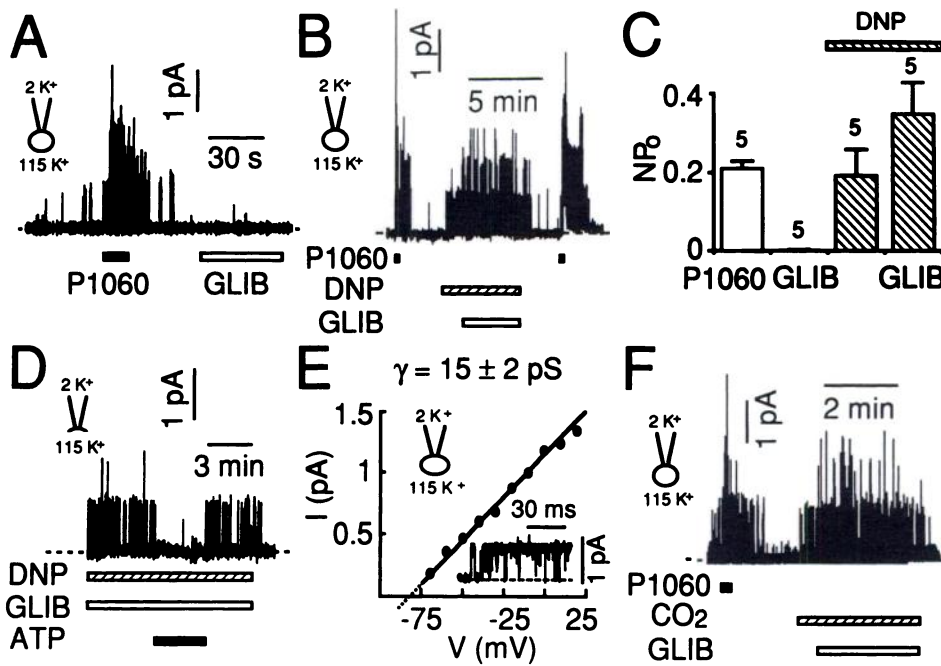 A
2 K+
115 K+
1 pA
30 s
P1060
GLIB
B
2 K+
115 K+
1 pA
5 min
P1060
DNP
GLIB
C
DNP
NPo
0.4
0.2
0
5
5
5
5
P1060 GLIB GLIB
D
2 K+
115 K+
1 pA
3 min
DNP
GLIB
ATP
E
γ = 15 ± 2 pS
I (pA)
1.5
1
0.5
2 K+
115 K+
30 ms
1 pA
-75 -25 25
V (mV)
F
2 K+
115 K+
1 pA
2 min
P1060
CO2
GLIB